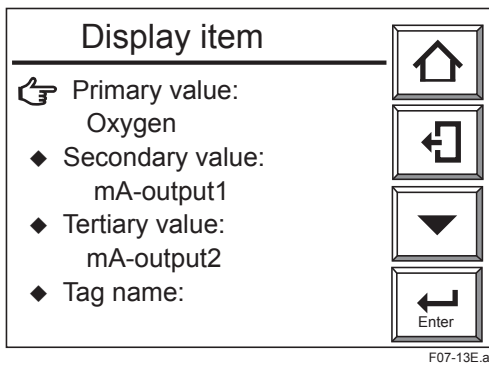 Display item
Primary value:
Oxygen
Secondary value:
mA-output1
Tertiary value:
mA-output2
Tag name:
Enter
F07-13E.a